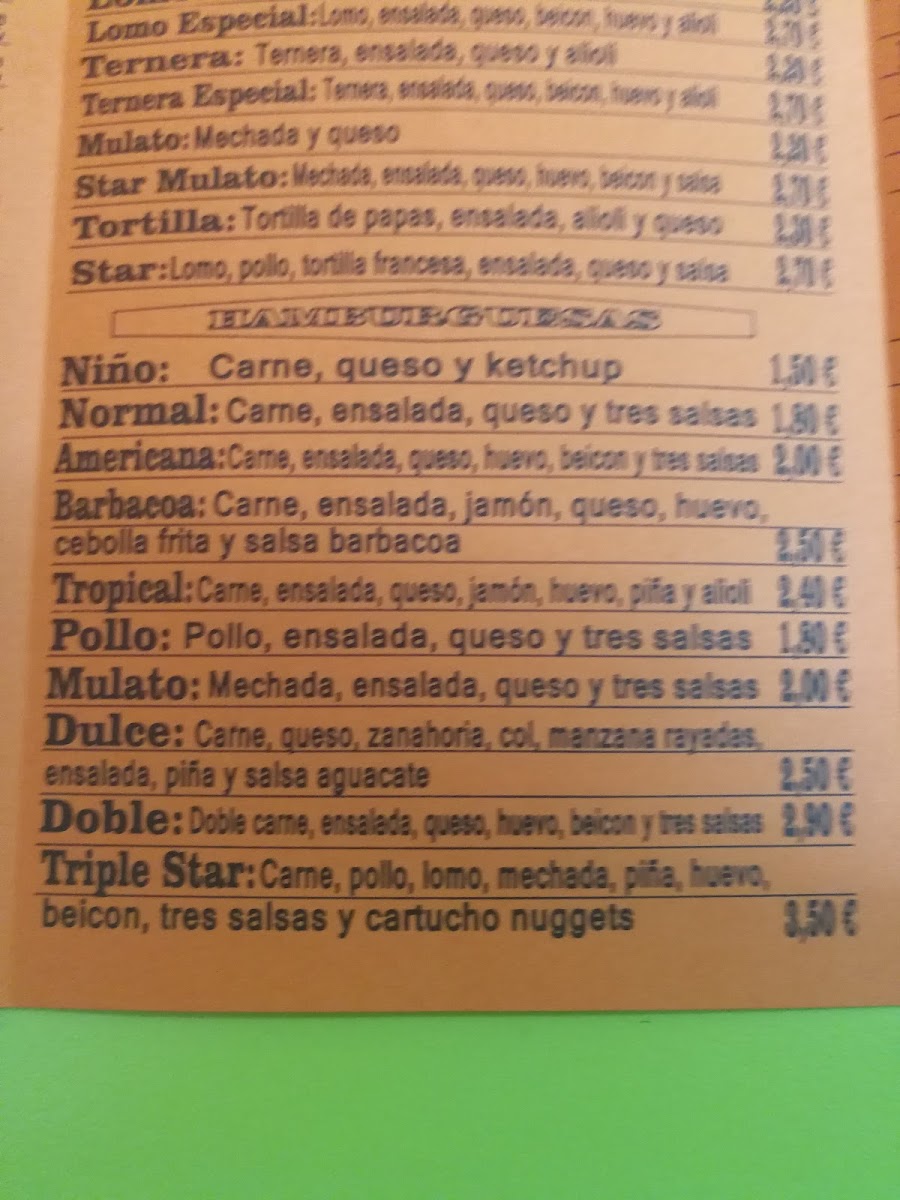 Lomo Especial: Lomo, ensalada, queso, beicon, huevo y alioli 2,70 €
Ternera: Ternera, ensalada, queso y alioli
Ternera Especial: Ternera, ensalada, queso, beicon, huevo y alioli 2,70 €
Mulato: Mechada y queso
Star Mulato: Mechada, ensalada, queso, huevo, beicon y salsa 2,70 €
Tortilla: Tortilla de papas, ensalada, alioli y queso
Star: Lomo, pollo, tortilla francesa, ensalada, queso y salsa 2,70 €
HAMBURGUESAS
Niño: Carne, queso y ketchup 1,50 €
Normal: Carne, ensalada, queso y tres salsas 1,80 €
Americana: Carne, ensalada, queso, huevo, beicon y tres salsas 2,00 €
Barbacoa: Carne, ensalada, jamón, queso, huevo,
cebolla frita y salsa barbacoa 2,50 €
Tropical: Carne, ensalada, queso, jamón, huevo, piña y alioli 2,40 €
Pollo: Pollo, ensalada, queso y tres salsas 1,80 €
Mulato: Mechada, ensalada, queso y tres salsas 2,00 €
Dulce: Carne, queso, zanahoria, col, manzana rayadas,
ensalada, piña y salsa aguacate 2,50 €
Doble: Doble carne, ensalada, queso, huevo, beicon y tres salsas 2,90 €
Triple Star: Carne, pollo, lomo, mechada, piña, huevo,
beicon, tres salsas y cartucho nuggets 3,50 €